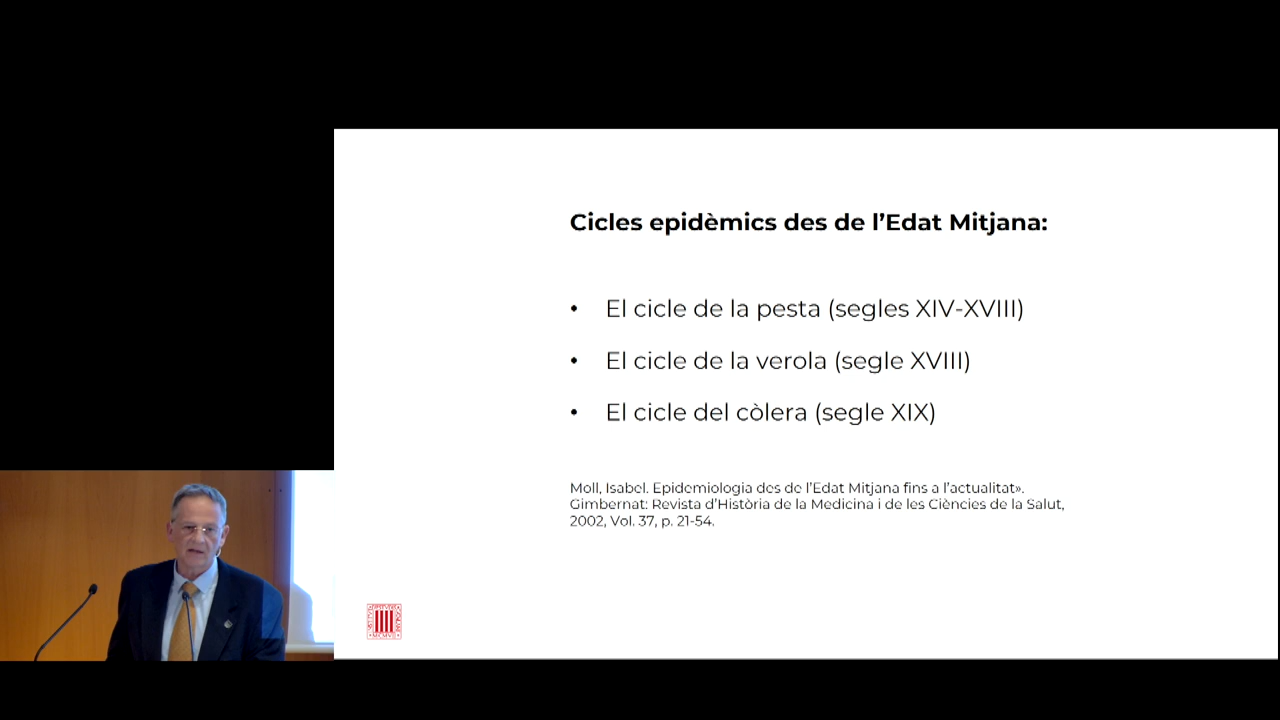 Cicles epidèmics des de l’Edat Mitjana:
• El cicle de la pesta (segles XIV-XVIII)
• El cicle de la verola (segle XVIII)
• El cicle del còlera (segle XIX)
Moll, Isabel. Epidemiologia des de l’Edat Mitjana fins a l’actualitat».
Gimbernat: Revista d’Història de la Medicina i de les Ciències de la Salut,
2002, Vol. 37, p. 21-54.